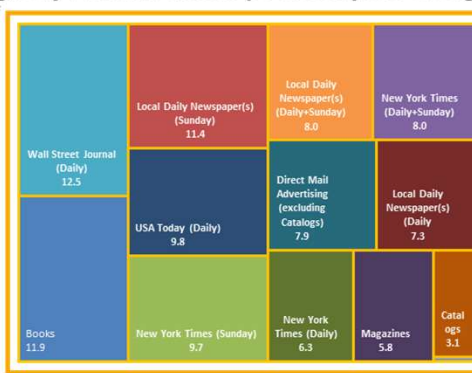 Wall Street Journal
(Daily)
12.5
Books
11.9
Local Daily Newspaper(s)
(Sunday)
11.4
USA Today (Daily)
9.8
New York Times (Sunday)
9.7
Local Daily
Newspaper(s)
(Daily+Sunday)
8.0
New York Times
(Daily+Sunday)
8.0
Direct Mail
Advertising
(excluding
Catalogs)
7.9
Local Daily
Newspaper(s)
(Daily
7.3
New York
Times (Daily)
6.3
Magazines
5.8
Catal
ogs
3.1